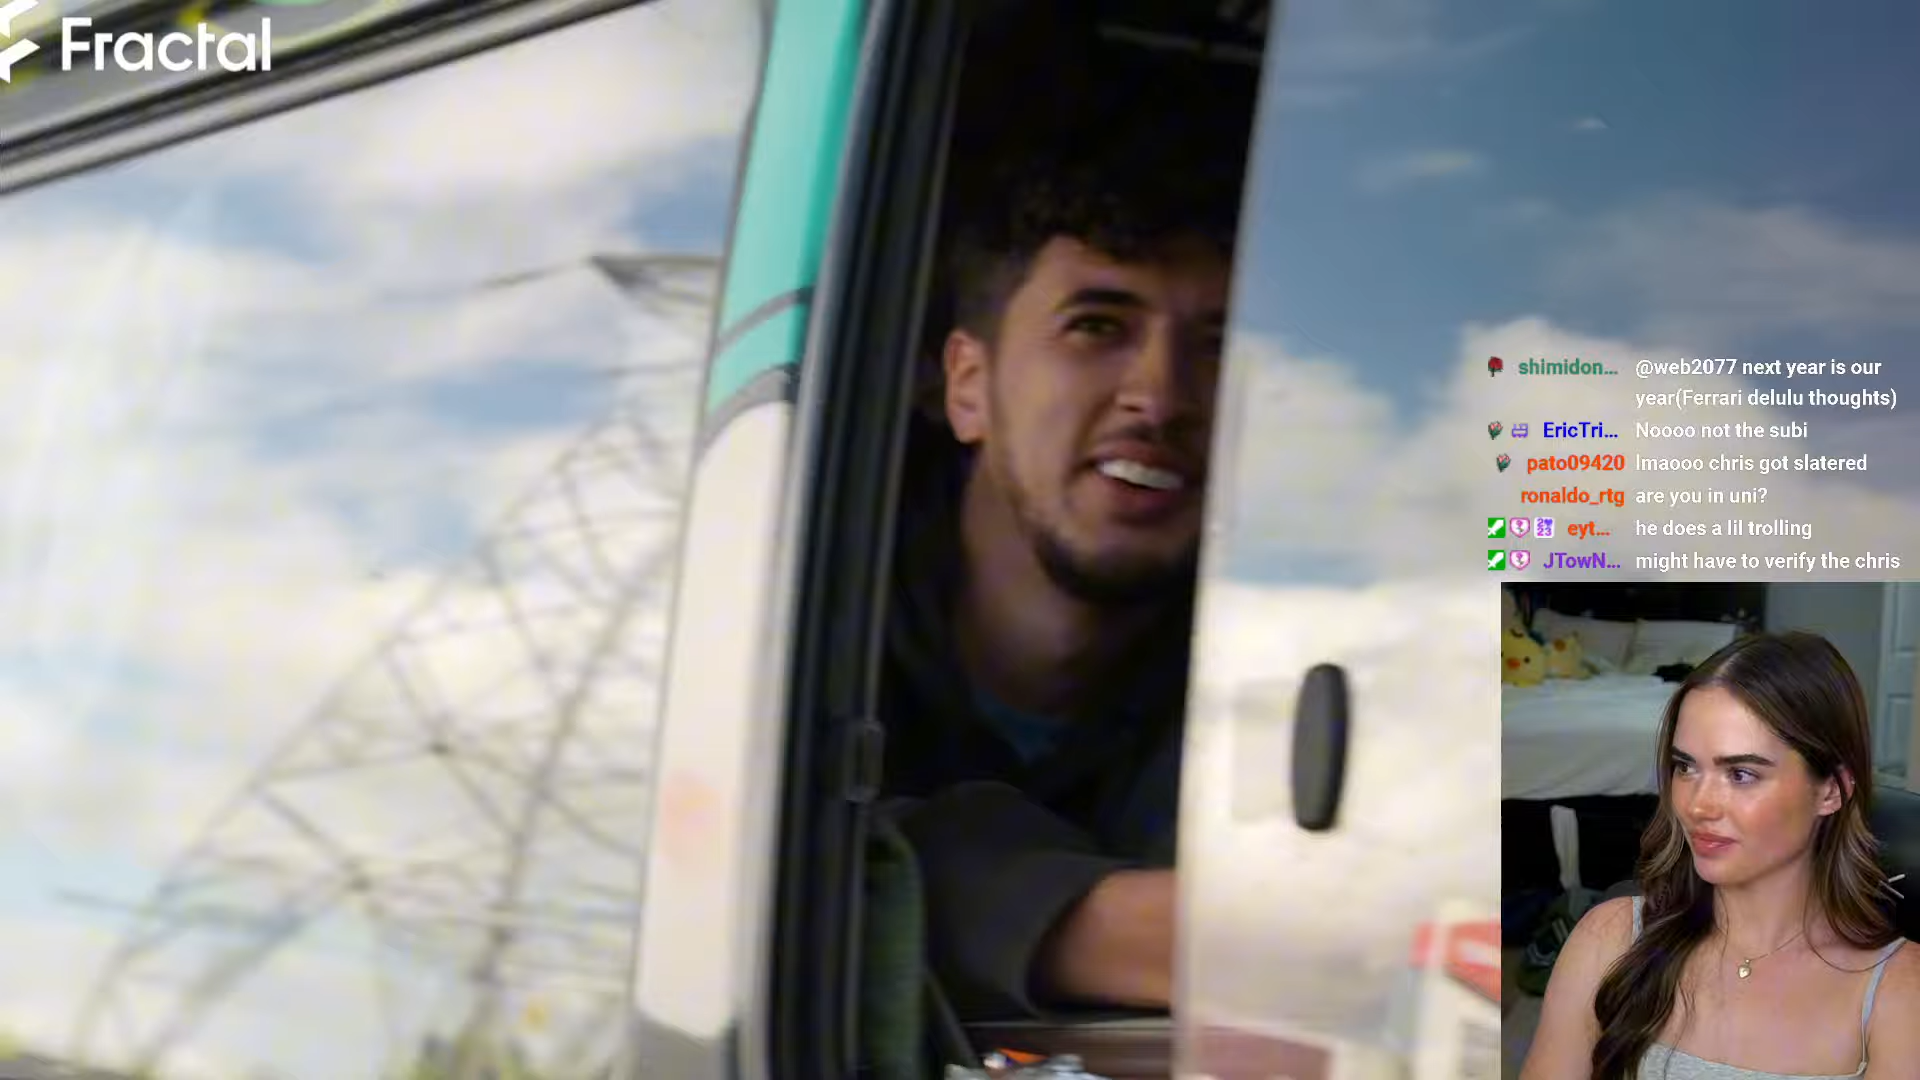 Fractal
shimidon... @web2077 next year is our
year(Ferrari delulu thoughts)
EricTri... Noooo not the subi
pato09420 lmaooo chris got slatered
ronaldo_rtg are you in uni?
eyt... he does a lil trolling
JTowN... might have to verify the chris